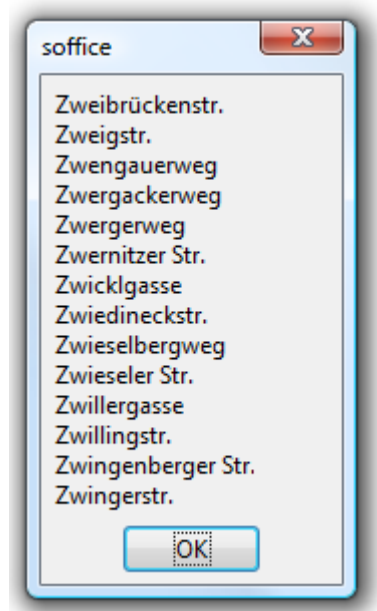 soffice
Zweibrückenstr.
Zweigstr.
Zwengauerweg
Zwergackerweg
Zwergerweg
Zwernitzer Str.
Zwicklgasse
Zwiedineckstr.
Zwieselbergweg
Zwieseler Str.
Zwillergasse
Zwillingstr.
Zwingenberger Str.
Zwingerstr.
OK